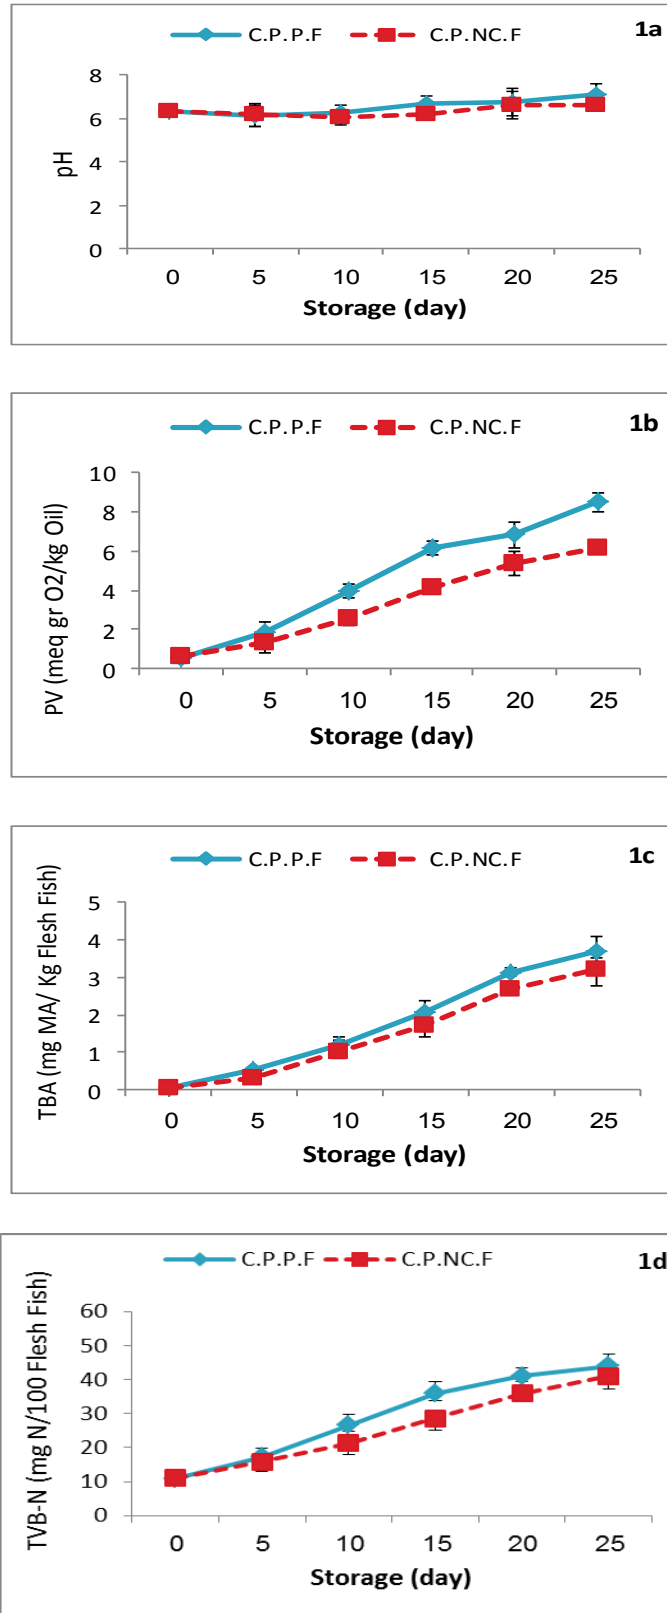 C.P.P.F C.P.NC.F 1a
8
6
4
2
0
pH
0 5 10 15 20 25
Storage (day)
C.P.P.F C.P.NC.F 1b
10
8
6
4
2
0
PV (meq gr O2/kg Oil)
0 5 10 15 20 25
Storage (day)
C.P.P.F C.P.NC.F 1c
5
4
3
2
1
0
TBA (mg MA/ Kg Flesh Fish)
0 5 10 15 20 25
Storage (day)
C.P.P.F C.P.NC.F 1d
60
50
40
30
20
10
0
TVB-N (mg N/100 Flesh Fish)
0 5 10 15 20 25
Storage (day)